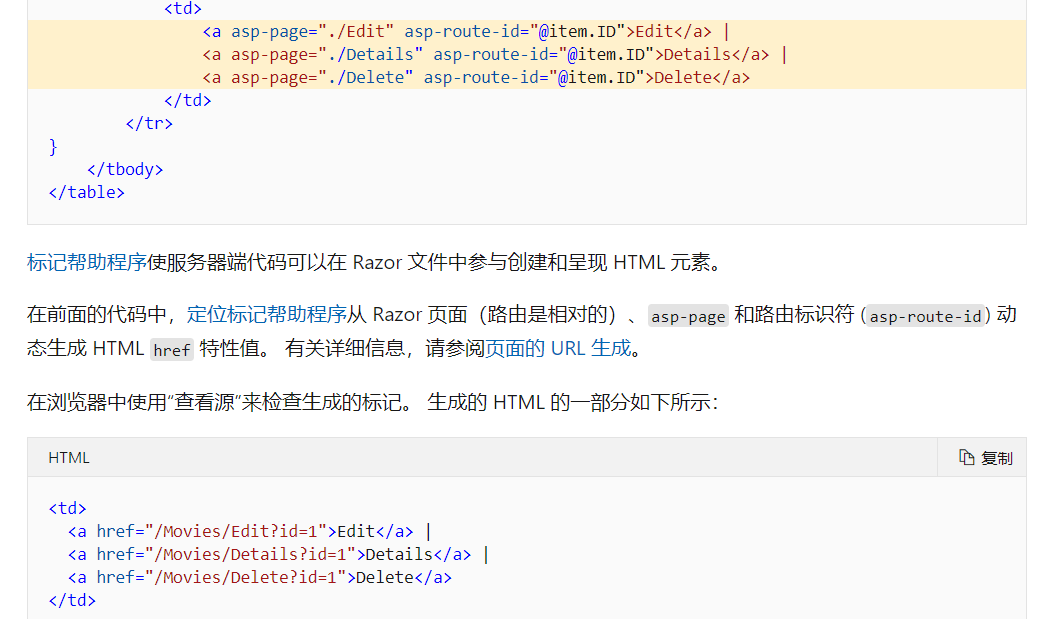 <td>
<a asp-page="./Edit" asp-route-id="@item.ID">Edit</a> |
<a asp-page="./Details" asp-route-id="@item.ID">Details</a> |
<a asp-page="./Delete" asp-route-id="@item.ID">Delete</a>
</td>
</tr>
}
</tbody>
</table>
标记帮助程序使服务器端代码可以在 Razor 文件中参与创建和呈现 HTML 元素。
在前面的代码中，定位标记帮助程序从 Razor 页面（路由是相对的）、asp-page 和路由标识符 (asp-route-id) 动
态生成 HTML href 特性值。 有关详细信息，请参阅页面的 URL 生成。
在浏览器中使用“查看源”来检查生成的标记。 生成的 HTML 的一部分如下所示：
HTML 复制
<td>
<a href="/Movies/Edit?id=1">Edit</a> |
<a href="/Movies/Details?id=1">Details</a> |
<a href="/Movies/Delete?id=1">Delete</a>
</td>